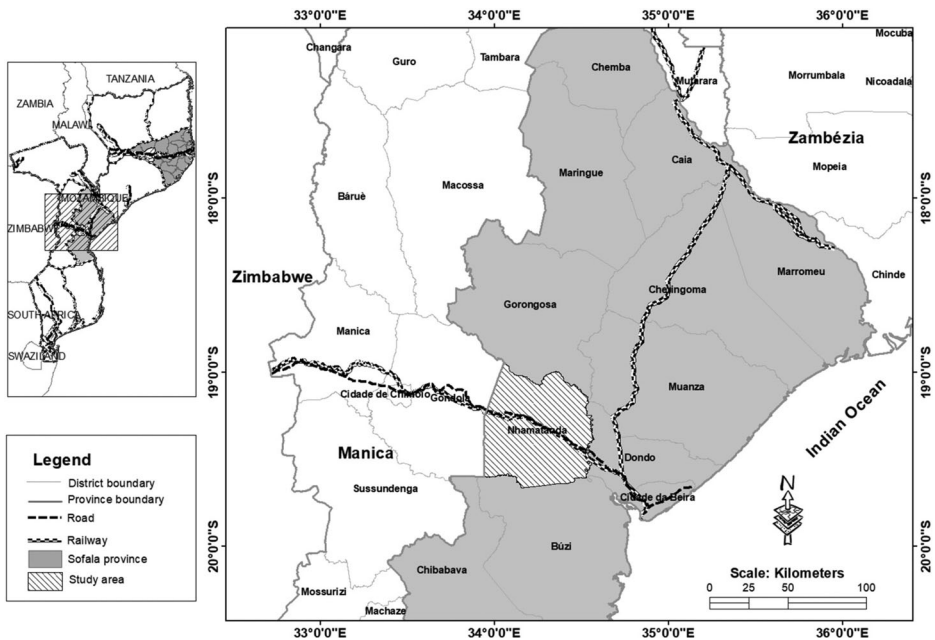 TANZANIA
ZAMBIA
MALAWI
MOZAMBIQUE
ZIMBABWE
SOUTH AFRICA
SWAZILAND
Legend
District boundary
Province boundary
Road
Railway
Sofala province
Study area
33°0'0"E 34°0'0"E 35°0'0"E 36°0'0"E
Changara
Guro
Tambara
Chemba
Mutarara
Mocuba
Morrumbala
Nicoadala
Zambézia
Caia
Mopeia
Maringue
Macossa
Báruè
18°0'0"S
18°0'0"S
Zimbabwe
Gorongosa
Cheringoma
Marromeu
Chinde
Manica
19°0'0"S
19°0'0"S
Cidade de Chimoio
Gondola
Muanza
Nhamatanda
Indian Ocean
Manica
Dondo
Sussundenga
Cidade da Beira
N
20°0'0"S
20°0'0"S
Búzi
Chibabava
Mossurizi
Machaze
Scale: Kilometers
0 25 50 100
33°0'0"E 34°0'0"E 35°0'0"E 36°0'0"E